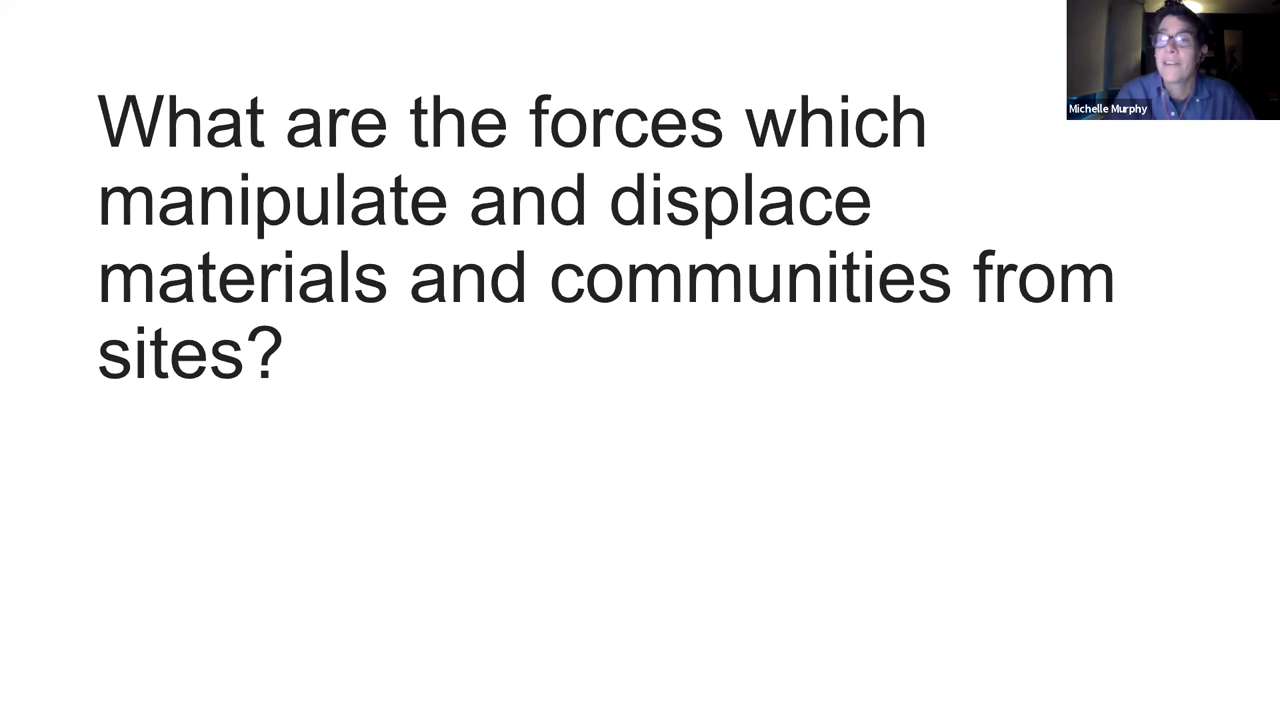 What are the forces which
manipulate and displace
materials and communities from
sites?
Michelle Murphy